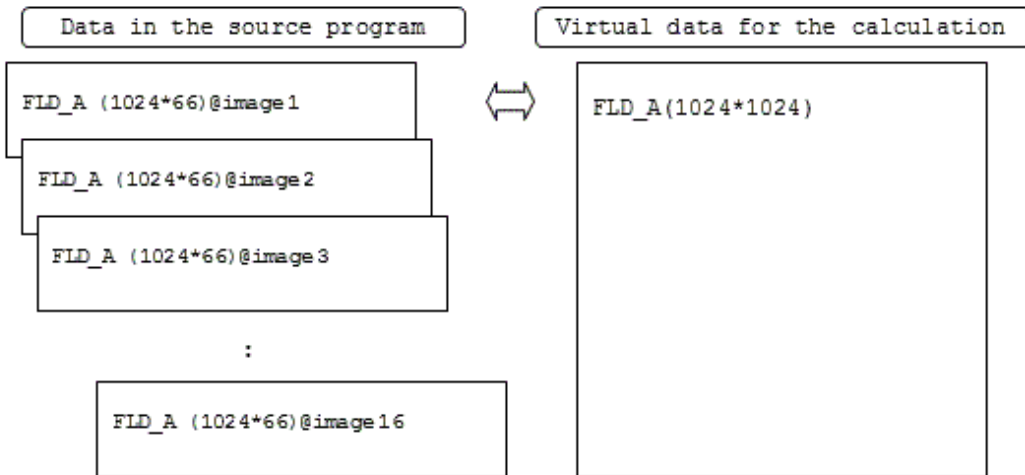 Data in the source program
Virtual data for the calculation
FLD_A (1024*66)@image1
FLD_A(1024*1024)
FLD_A (1024*66)@image2
FLD_A (1024*66)@image3
:
FLD_A (1024*66)@image16